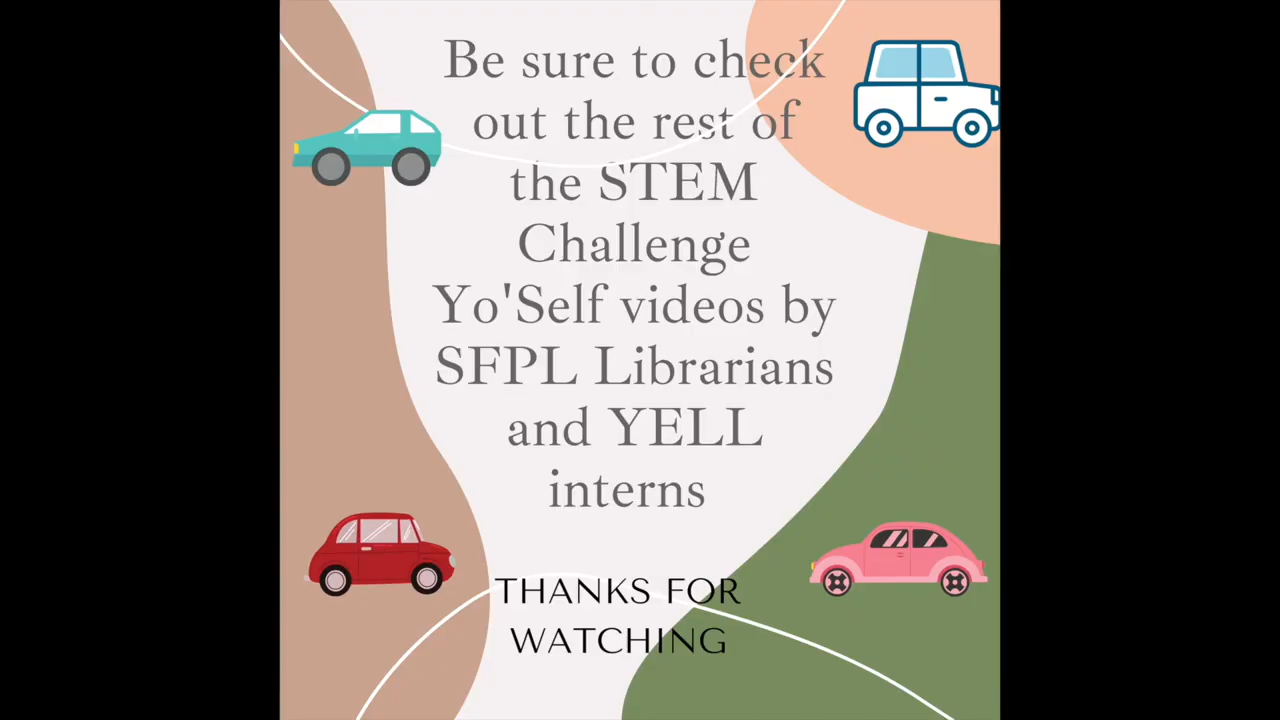 Be sure to check
out the rest of
the STEM
Challenge
Yo'Self videos by
SFPL Librarians
and YELL
interns
THANKS FOR
WATCHING